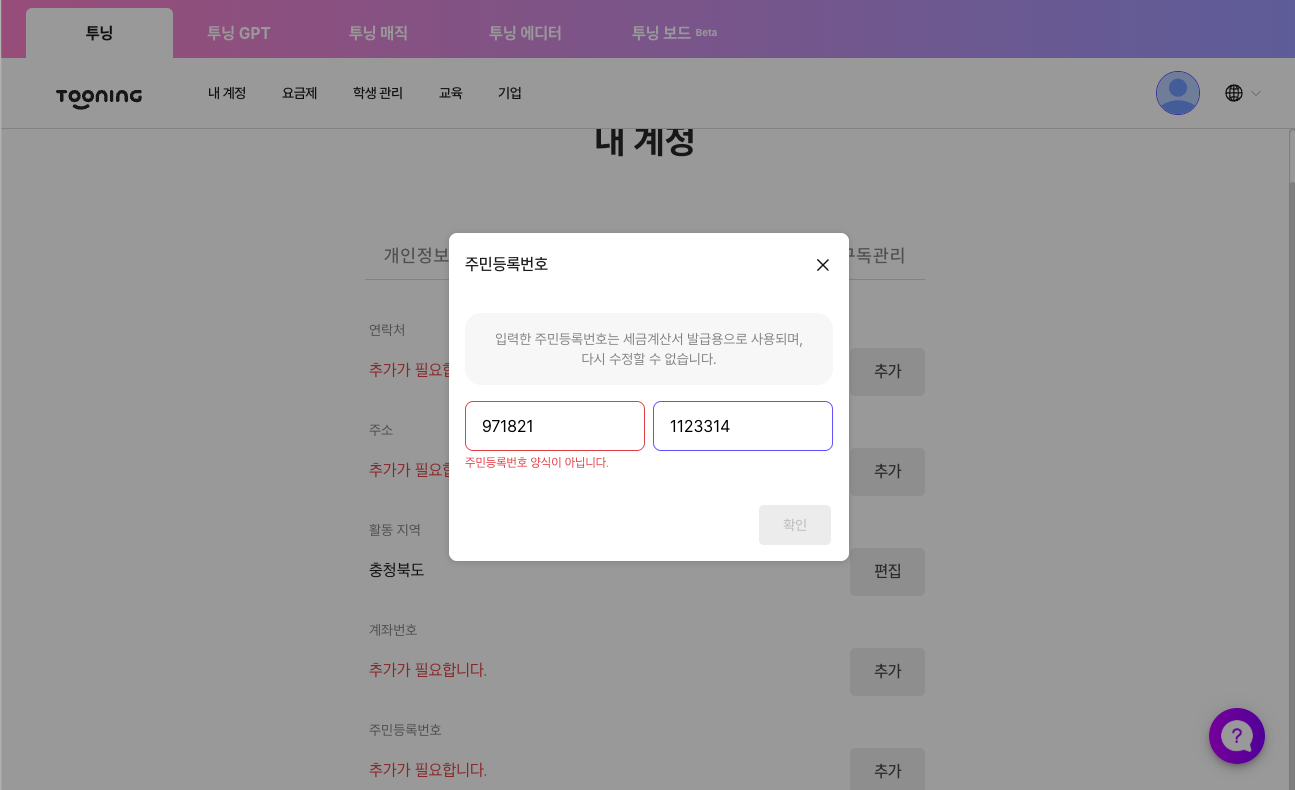 투닝
투닝 GPT
투닝 매직
투닝 에디터
투닝 보드 Beta
TOONING
내 계정
요금제
학생 관리
교육
기업
내 계정
개인정보
구독관리
주민등록번호
입력한 주민등록번호는 세금계산서 발급용으로 사용되며,
다시 수정할 수 없습니다.
971821
1123314
주민등록번호 양식이 아닙니다.
확인
연락처
추가가 필요합
추가
주소
추가가 필요합
추가
활동 지역
충청북도
편집
계좌번호
추가가 필요합니다.
추가
주민등록번호
추가가 필요합니다.
추가
?